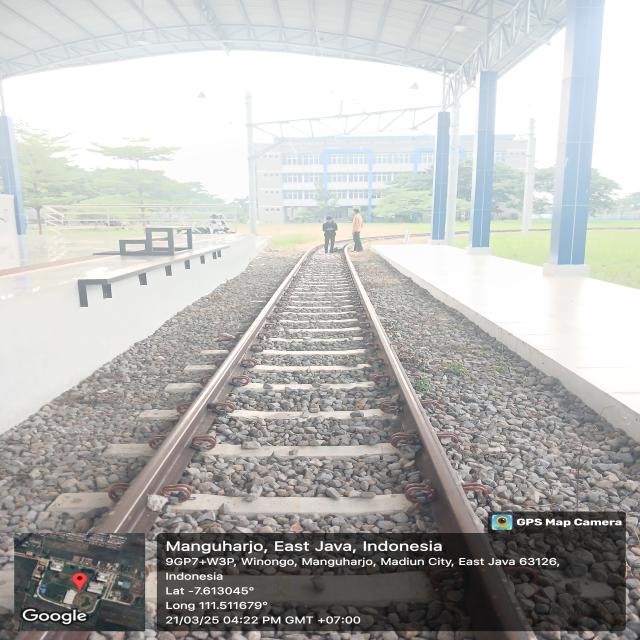 GPS Map Camera
Manguharjo, East Java, Indonesia
9GP7+W3P, Winongo, Manguharjo, Madiun City, East Java 63126,
Indonesia
Lat -7.613045°
Long 111.511679°
21/03/25 04:22 PM GMT +07:00
Google